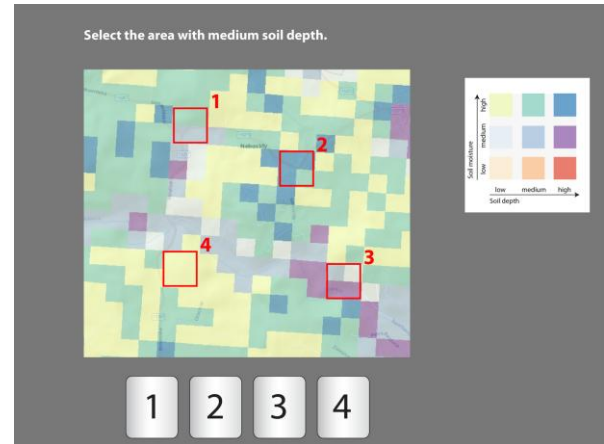 Select the area with medium soil depth.
1
2
3
4
high
medium
low
Soil moisture
low medium high
Soil depth
1 2 3 4